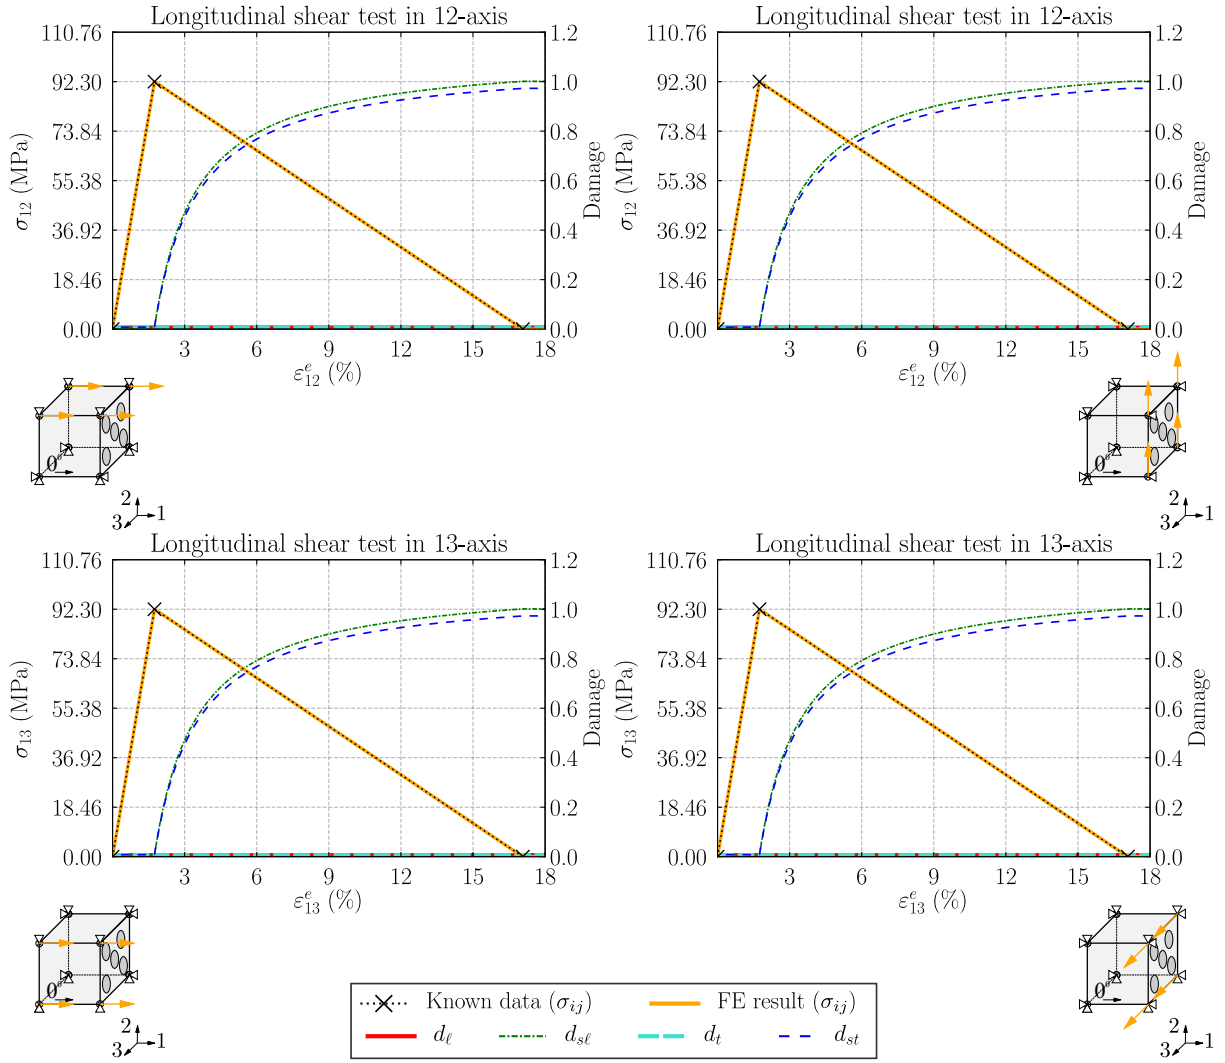 Longitudinal shear test in 12-axis
Longitudinal shear test in 12-axis
110.76 1.2 110.76 1.2
92.30 1.0 92.30 1.0
73.84 0.8 73.84 0.8
55.38 0.6 55.38 0.6
36.92 0.4 36.92 0.4
18.46 0.2 18.46 0.2
0.00 0.0 0.00 0.0
σ₁₂ (MPa) Damage σ₁₂ (MPa) Damage
3 6 9 12 15 18 3 6 9 12 15 18
ε₁₂ᵉ (%) ε₁₂ᵉ (%)
0° 0°
2 2
3 1 3 1
Longitudinal shear test in 13-axis
Longitudinal shear test in 13-axis
110.76 1.2 110.76 1.2
92.30 1.0 92.30 1.0
73.84 0.8 73.84 0.8
55.38 0.6 55.38 0.6
36.92 0.4 36.92 0.4
18.46 0.2 18.46 0.2
0.00 0.0 0.00 0.0
σ₁₃ (MPa) Damage σ₁₃ (MPa) Damage
3 6 9 12 15 18 3 6 9 12 15 18
ε₁₃ᵉ (%) ε₁₃ᵉ (%)
0° 0°
2 2
3 1 3 1
Known data (σᵢⱼ) FE result (σᵢⱼ)
d_ℓ d_sℓ d_t d_st